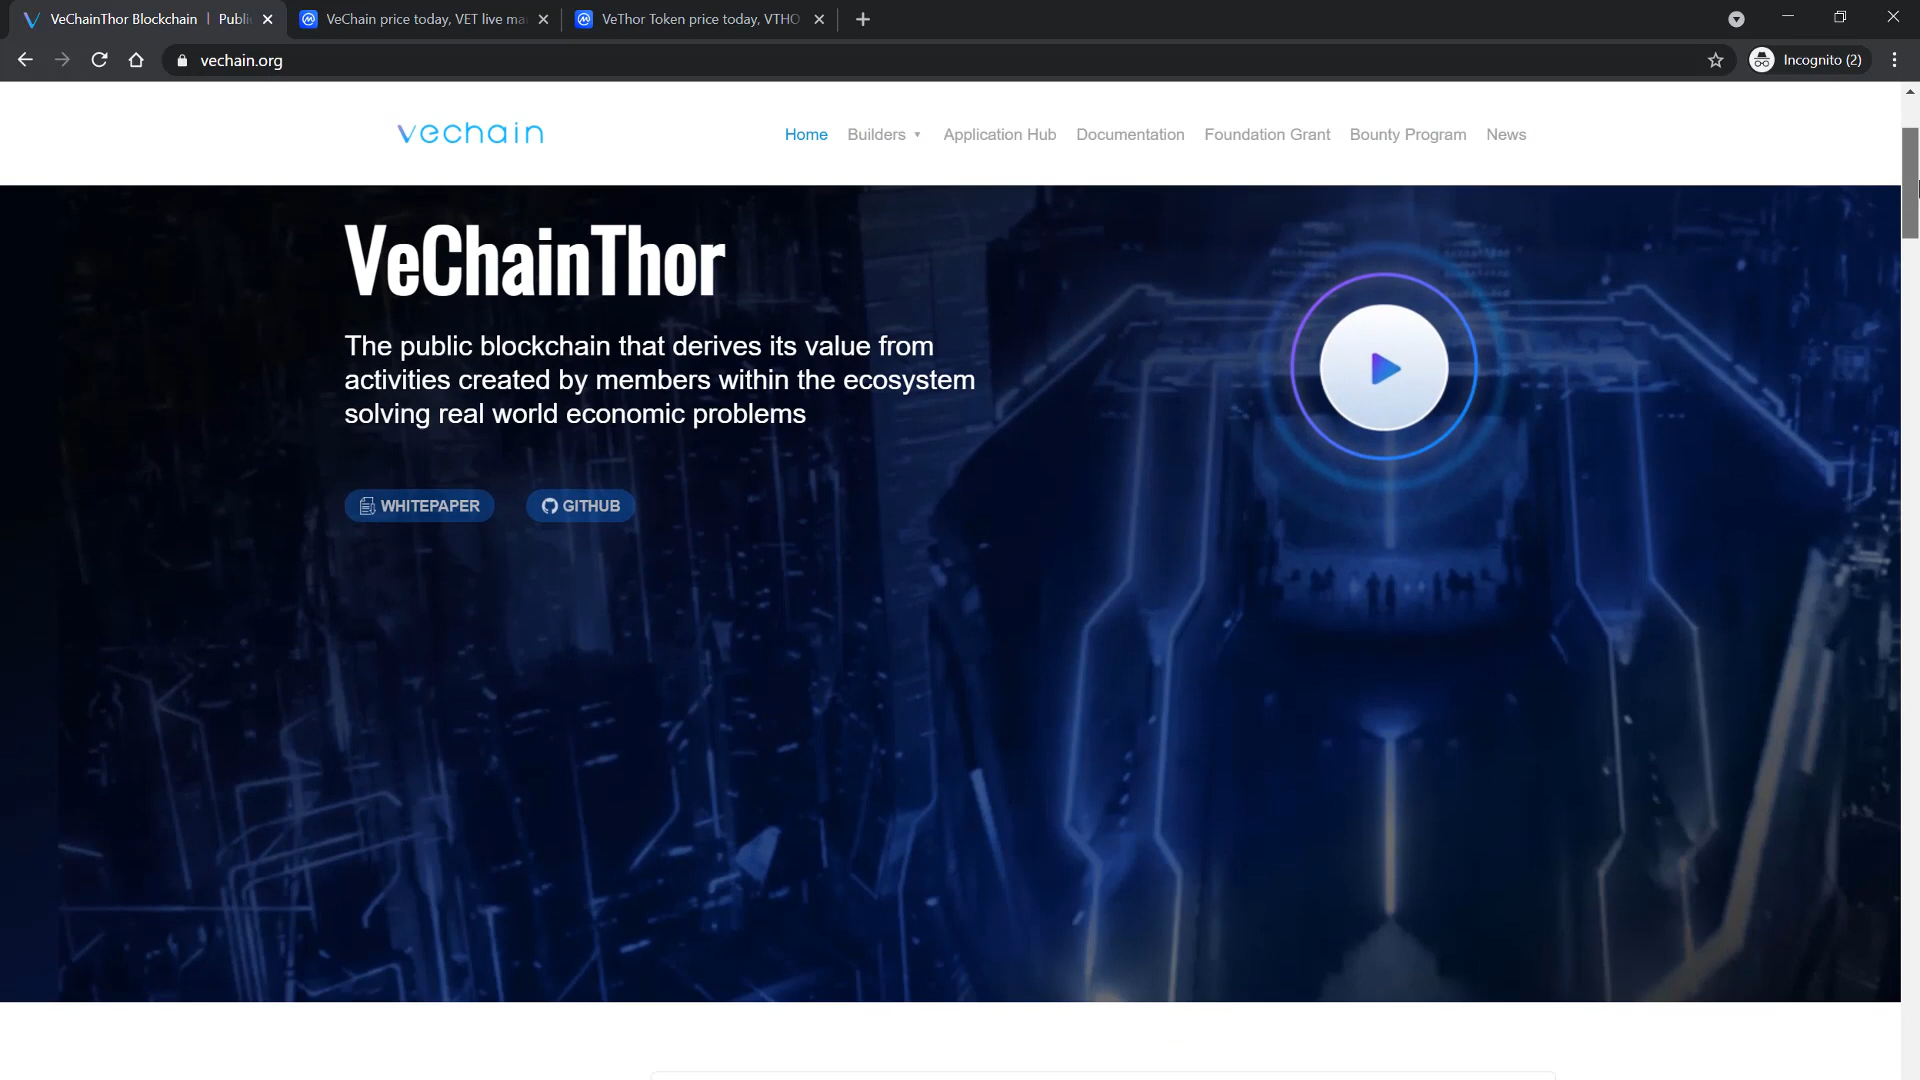 VeChainThor Blockchain | Publi
VeChain price today, VET live ma
VeThor Token price today, VTHO
vechain.org
Incognito (2)
vechain
Home
Builders
Application Hub
Documentation
Foundation Grant
Bounty Program
News
VeChainThor
The public blockchain that derives its value from
activities created by members within the ecosystem
solving real world economic problems
WHITEPAPER
GITHUB